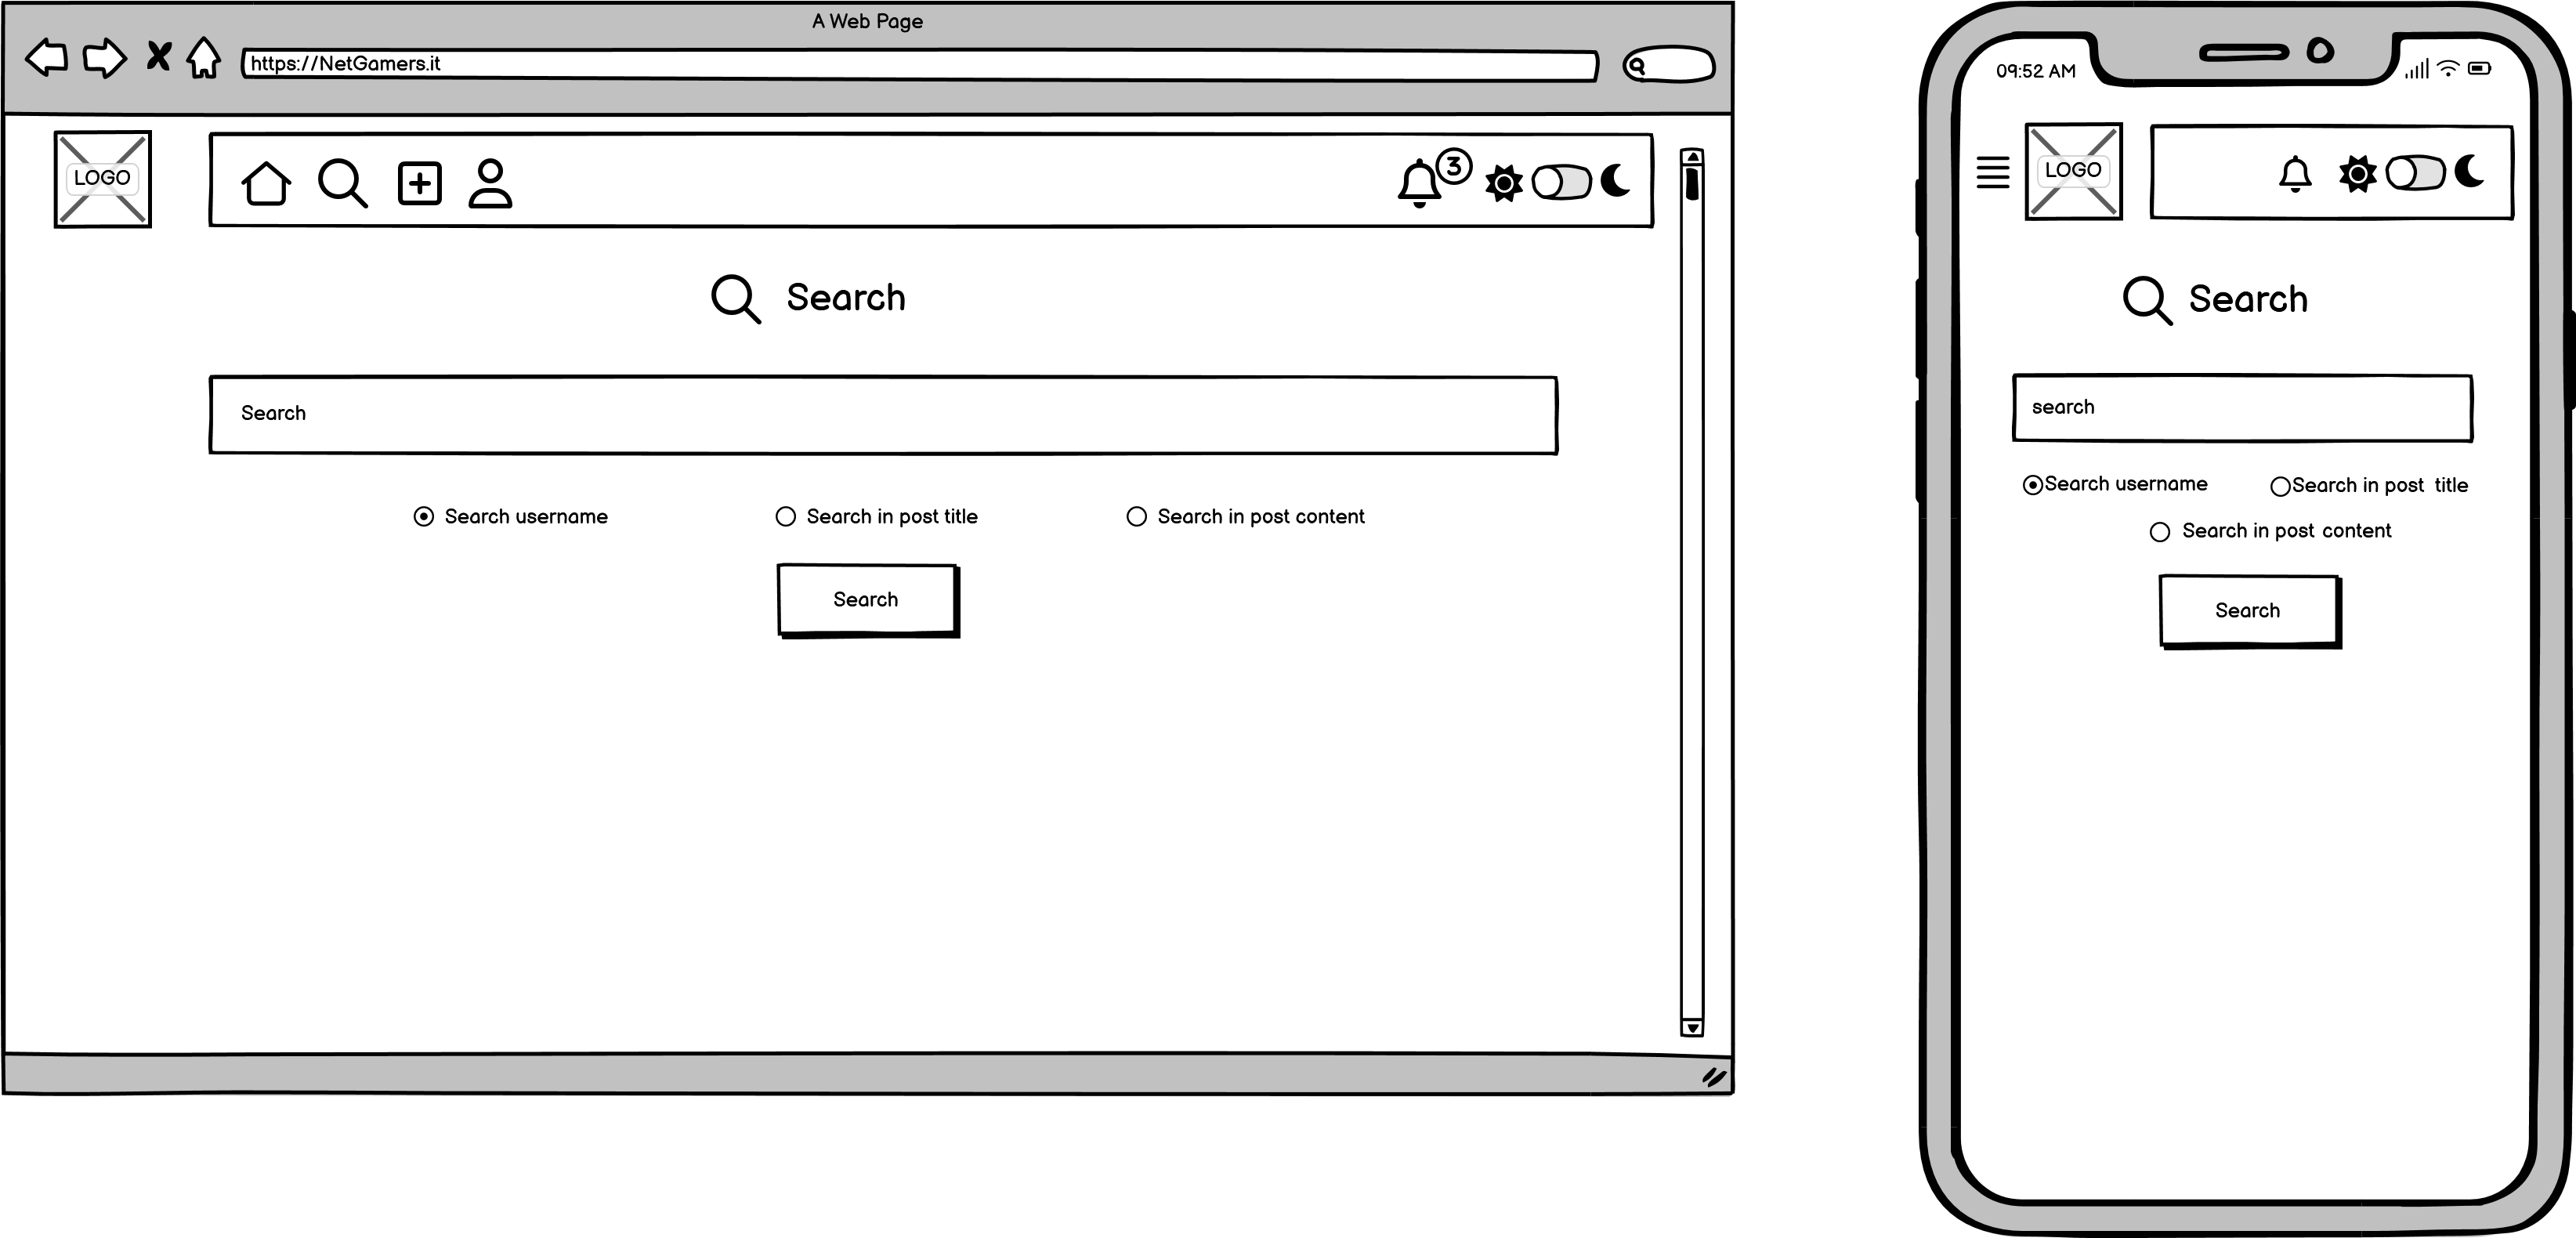 A Web Page
https://NetGamers.it
LOGO
3
Search
Search
Search username
Search in post title
Search in post content
Search
09:52 AM
LOGO
Search
search
Search username
Search in post title
Search in post content
Search